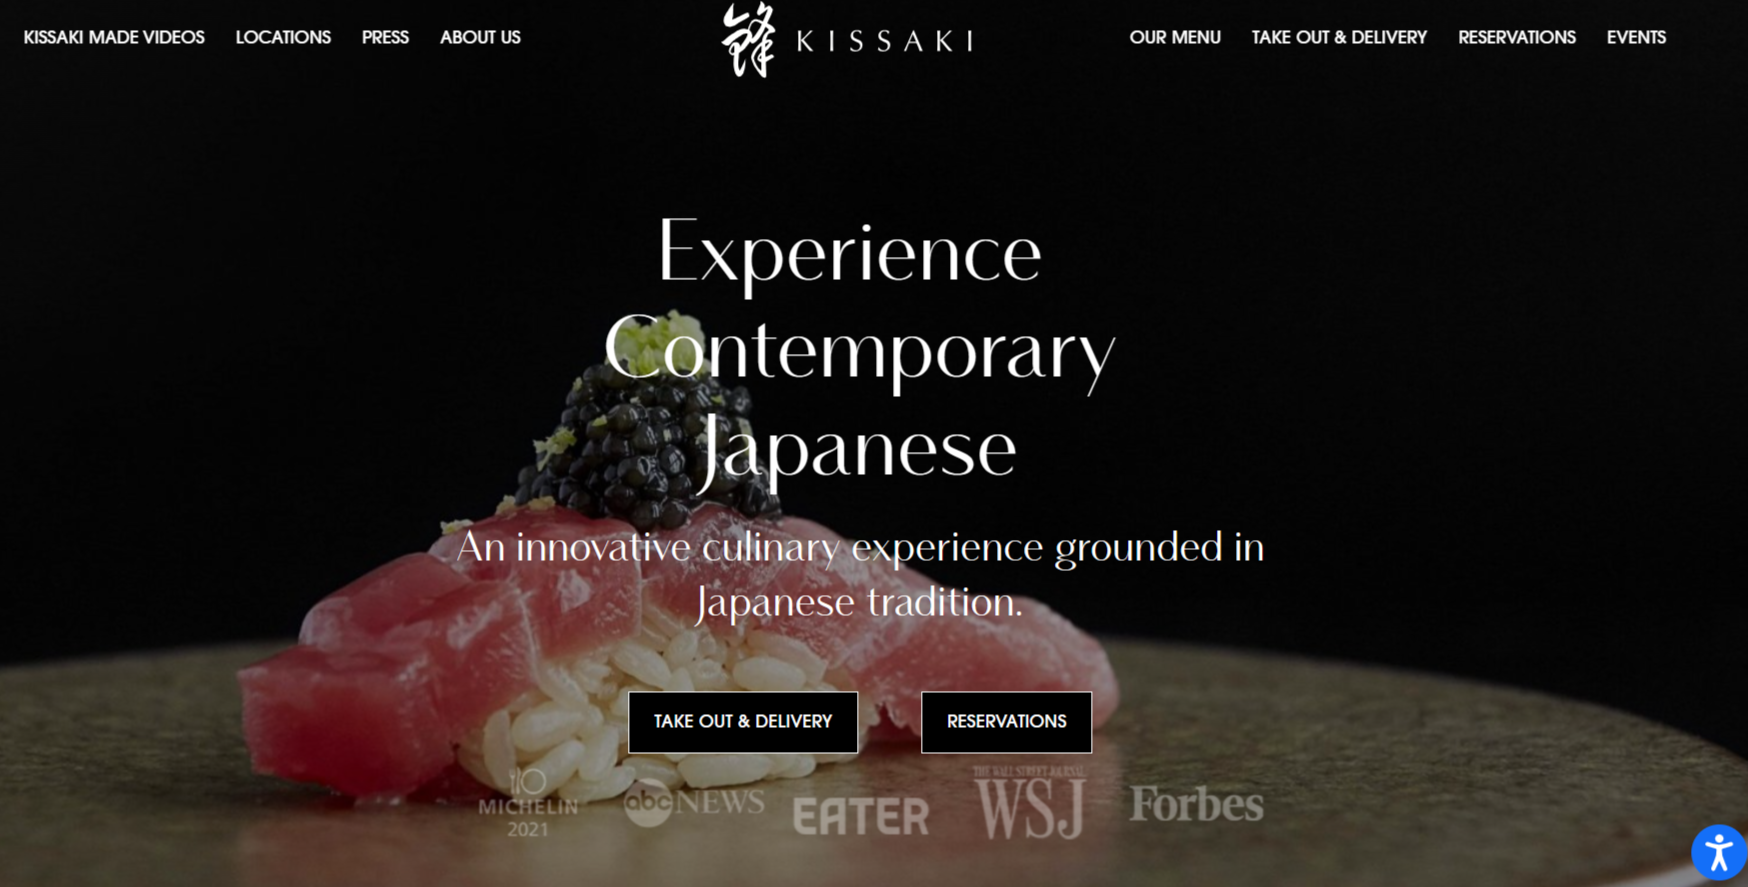 KISSAKI MADE VIDEOS
LOCATIONS
PRESS
ABOUT US
鋒 KISSAKI
OUR MENU
TAKE OUT & DELIVERY
RESERVATIONS
EVENTS
Experience
Contemporary
Japanese
An innovative culinary experience grounded in
Japanese tradition.
TAKE OUT & DELIVERY
RESERVATIONS
MICHELIN
2021
abc NEWS
EATER
THE WALL STREET JOURNAL
WSJ
Forbes